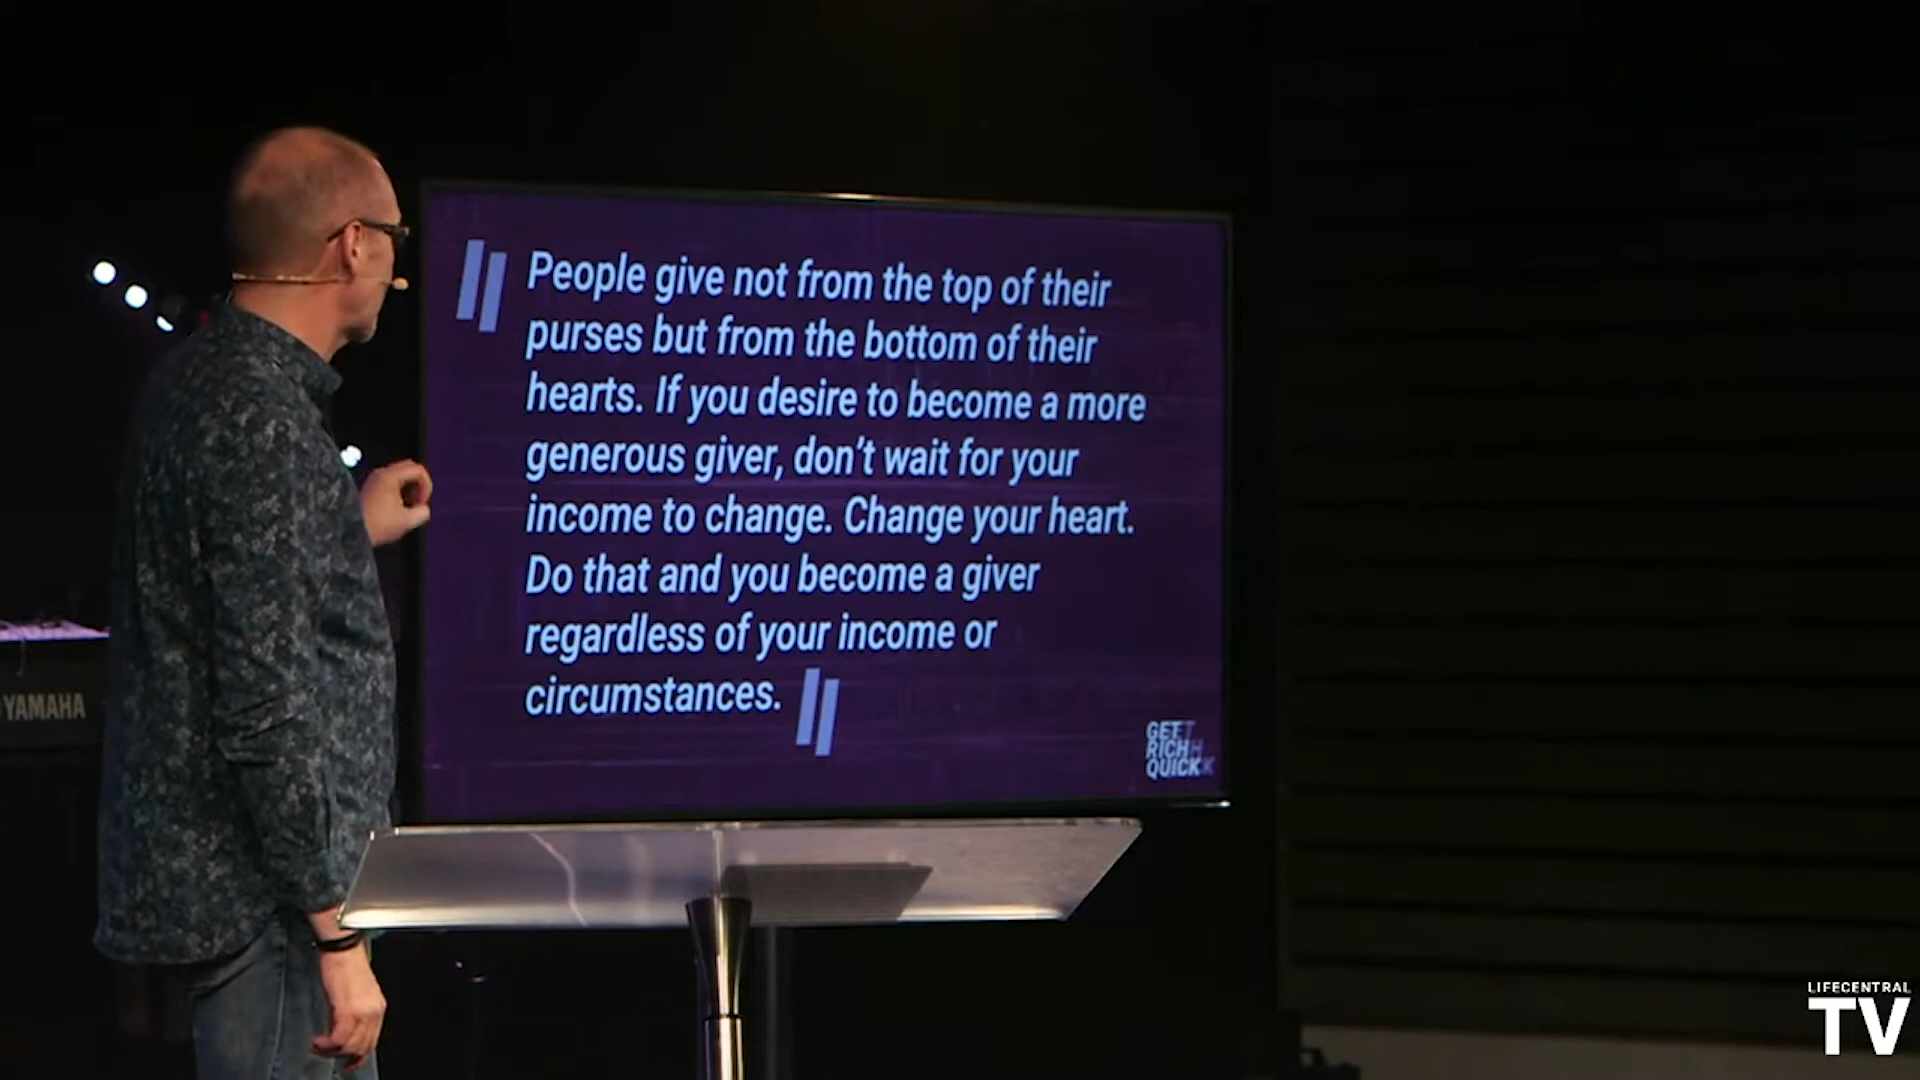 People give not from the top of their
purses but from the bottom of their
hearts. If you desire to become a more
generous giver, don't wait for your
income to change. Change your heart.
Do that and you become a giver
regardless of your income or
circumstances.
GET
RICH
QUICK
YAMAHA
LIFECENTRAL
TV